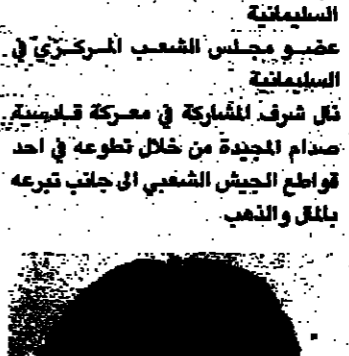 السليمانية
عضو مجلس الشعب المركزي في
السليمانية
نال شرف المشاركة في معركة قادسية
صدام المجيدة من خلال تطوعه في احد
قواطع الجيش الشعبي الى جانب تبرعه
بالمال والذهب